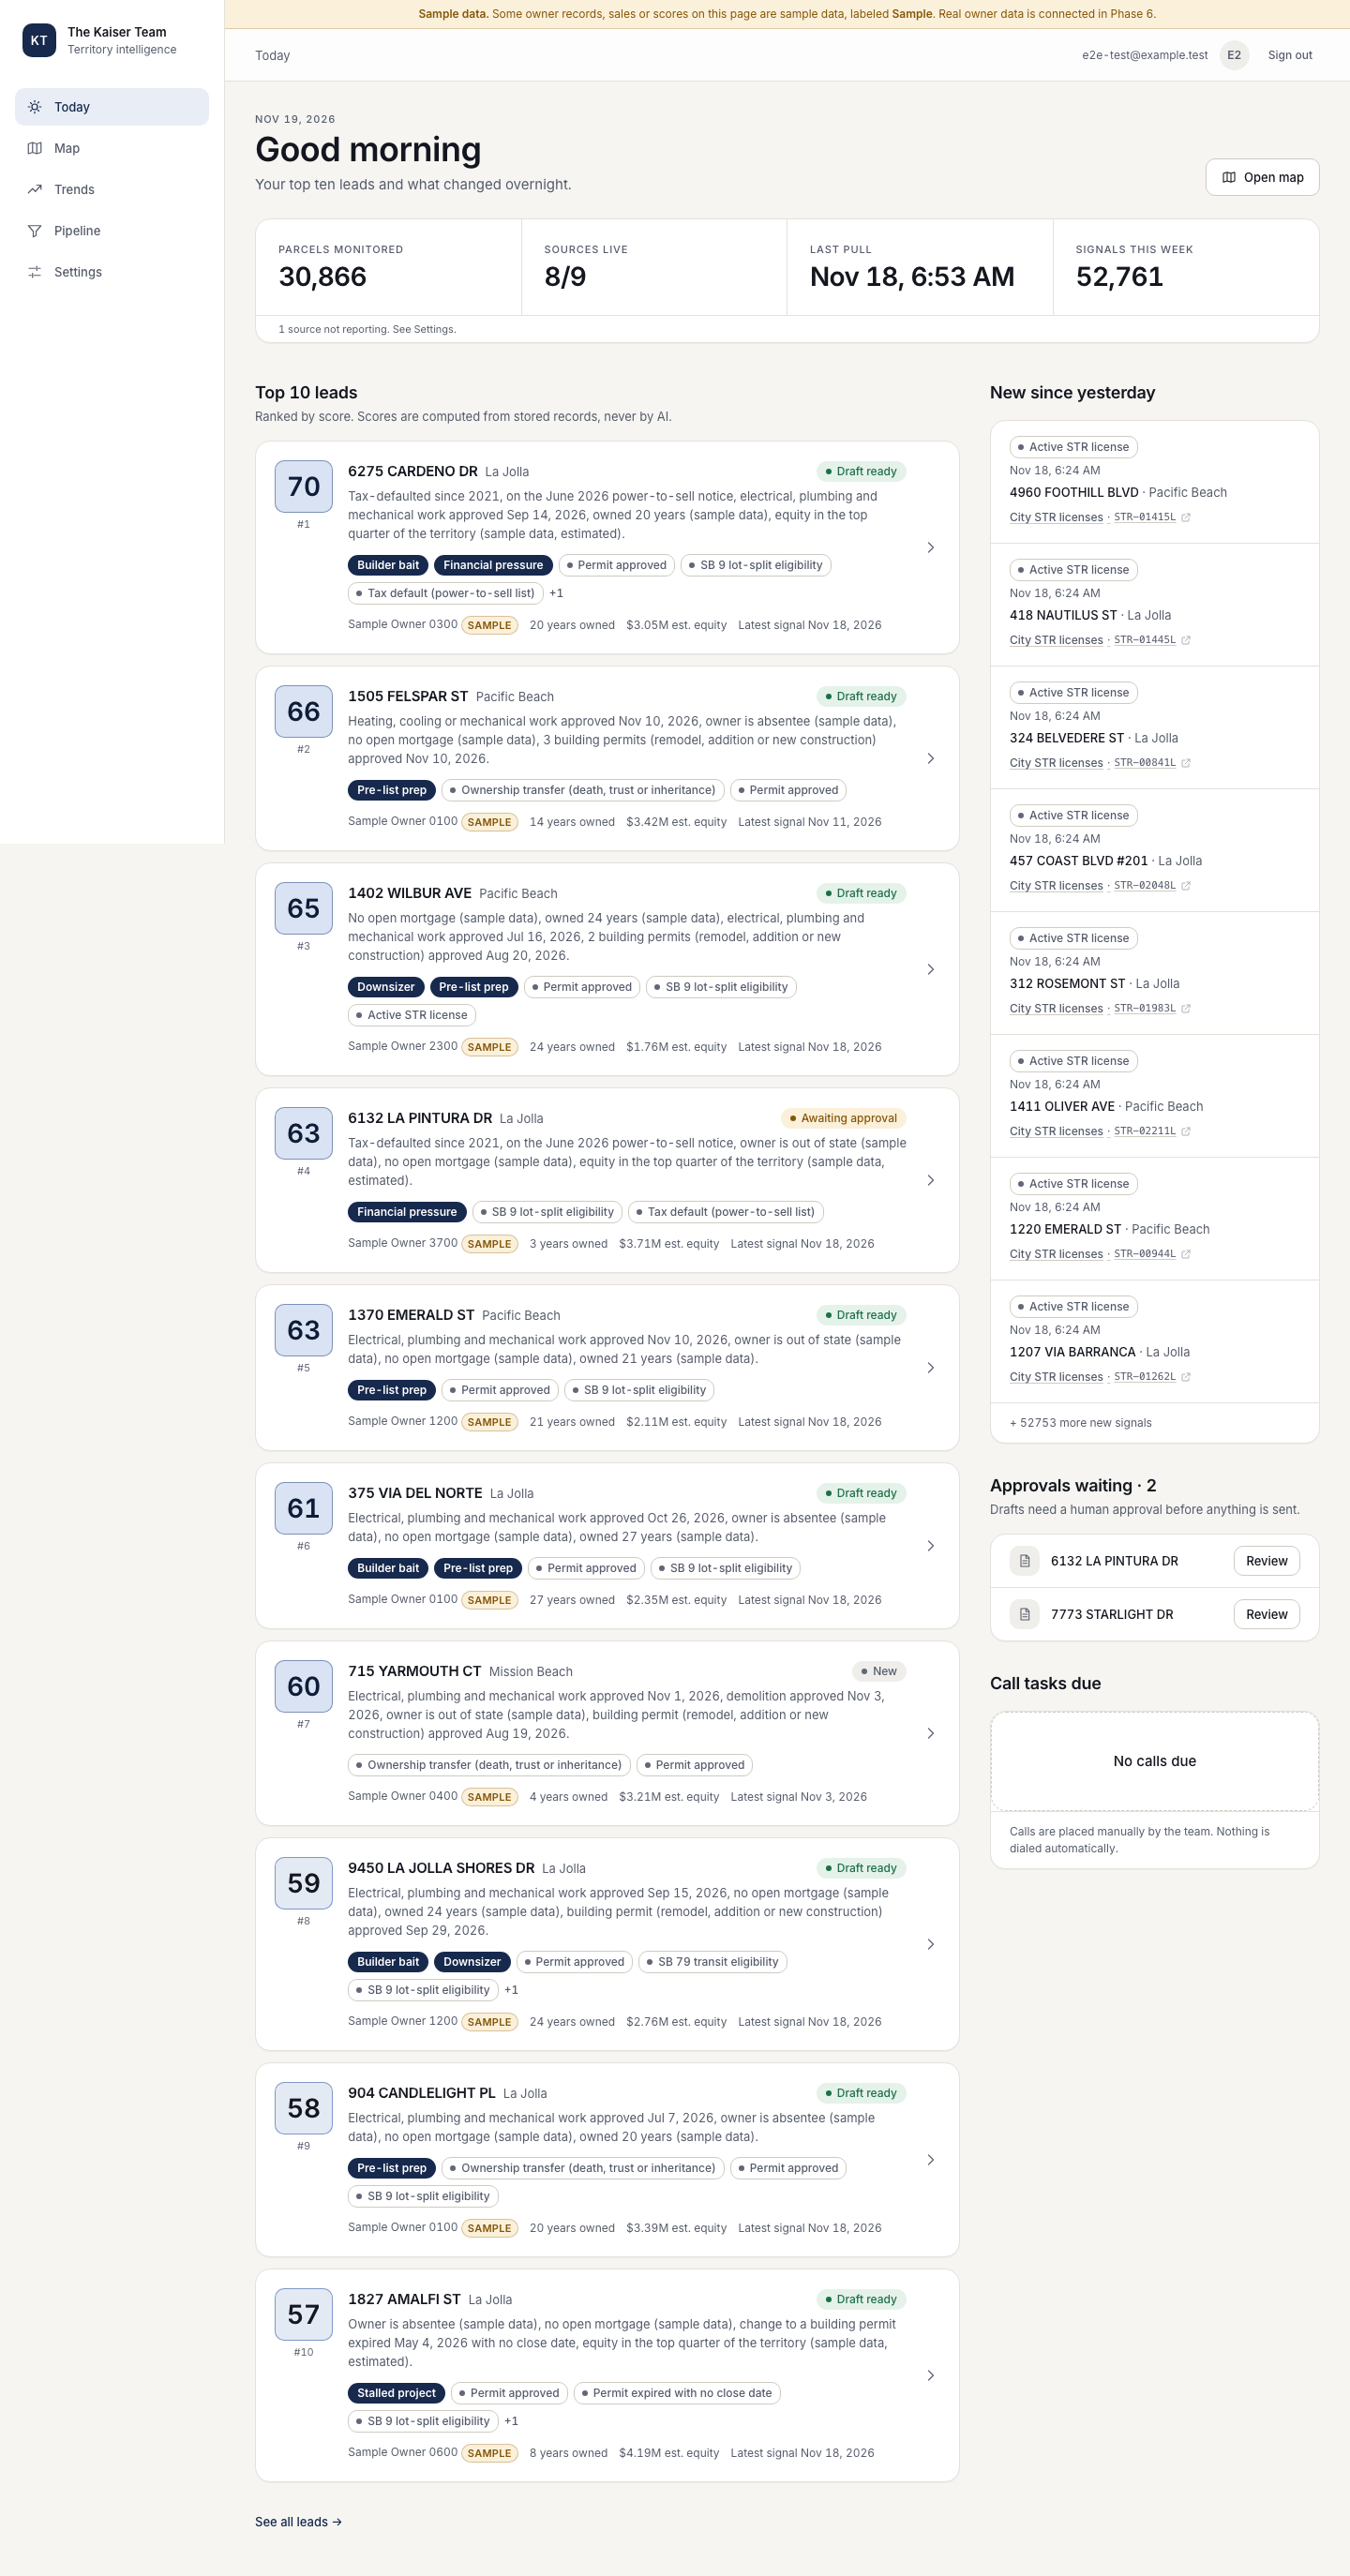 KT
The Kaiser Team
Territory intelligence
Today
Map
Trends
Pipeline
Settings
Sample data. Some owner records, sales or scores on this page are sample data, labeled Sample. Real owner data is connected in Phase 6.
Today
e2e-test@example.test
E2
Sign out
NOV 19, 2026
Good morning
Your top ten leads and what changed overnight.
Open map
PARCELS MONITORED
30,866
SOURCES LIVE
8/9
LAST PULL
Nov 18, 6:53 AM
SIGNALS THIS WEEK
52,761
1 source not reporting. See Settings.
Top 10 leads
Ranked by score. Scores are computed from stored records, never by AI.
70
#1
6275 CARDENO DR La Jolla
Draft ready
Tax-defaulted since 2021, on the June 2026 power-to-sell notice, electrical, plumbing and
mechanical work approved Sep 14, 2026, owned 20 years (sample data), equity in the top
quarter of the territory (sample data, estimated).
Builder bait Financial pressure Permit approved SB 9 lot-split eligibility
Tax default (power-to-sell list) +1
Sample Owner 0300 SAMPLE 20 years owned $3.05M est. equity Latest signal Nov 18, 2026
66
#2
1505 FELSPAR ST Pacific Beach
Draft ready
Heating, cooling or mechanical work approved Nov 10, 2026, owner is absentee (sample data),
no open mortgage (sample data), 3 building permits (remodel, addition or new construction)
approved Nov 10, 2026.
Pre-list prep Ownership transfer (death, trust or inheritance) Permit approved
Sample Owner 0100 SAMPLE 14 years owned $3.42M est. equity Latest signal Nov 11, 2026
65
#3
1402 WILBUR AVE Pacific Beach
Draft ready
No open mortgage (sample data), owned 24 years (sample data), electrical, plumbing and
mechanical work approved Jul 16, 2026, 2 building permits (remodel, addition or new
construction) approved Aug 20, 2026.
Downsizer Pre-list prep Permit approved SB 9 lot-split eligibility
Active STR license
Sample Owner 2300 SAMPLE 24 years owned $1.76M est. equity Latest signal Nov 18, 2026
63
#4
6132 LA PINTURA DR La Jolla
Awaiting approval
Tax-defaulted since 2021, on the June 2026 power-to-sell notice, owner is out of state (sample
data), no open mortgage (sample data), equity in the top quarter of the territory (sample data,
estimated).
Financial pressure SB 9 lot-split eligibility Tax default (power-to-sell list)
Sample Owner 3700 SAMPLE 3 years owned $3.71M est. equity Latest signal Nov 18, 2026
63
#5
1370 EMERALD ST Pacific Beach
Draft ready
Electrical, plumbing and mechanical work approved Nov 10, 2026, owner is out of state (sample
data), no open mortgage (sample data), owned 21 years (sample data).
Pre-list prep Permit approved SB 9 lot-split eligibility
Sample Owner 1200 SAMPLE 21 years owned $2.11M est. equity Latest signal Nov 18, 2026
61
#6
375 VIA DEL NORTE La Jolla
Draft ready
Electrical, plumbing and mechanical work approved Oct 26, 2026, owner is absentee (sample
data), no open mortgage (sample data), owned 27 years (sample data).
Builder bait Pre-list prep Permit approved SB 9 lot-split eligibility
Sample Owner 0100 SAMPLE 27 years owned $2.35M est. equity Latest signal Nov 18, 2026
60
#7
715 YARMOUTH CT Mission Beach
New
Electrical, plumbing and mechanical work approved Nov 1, 2026, demolition approved Nov 3,
2026, owner is out of state (sample data), building permit (remodel, addition or new
construction) approved Aug 19, 2026.
Ownership transfer (death, trust or inheritance) Permit approved
Sample Owner 0400 SAMPLE 4 years owned $3.21M est. equity Latest signal Nov 3, 2026
59
#8
9450 LA JOLLA SHORES DR La Jolla
Draft ready
Electrical, plumbing and mechanical work approved Sep 15, 2026, no open mortgage (sample
data), owned 24 years (sample data), building permit (remodel, addition or new construction)
approved Sep 29, 2026.
Builder bait Downsizer Permit approved SB 79 transit eligibility
SB 9 lot-split eligibility +1
Sample Owner 1200 SAMPLE 24 years owned $2.76M est. equity Latest signal Nov 18, 2026
58
#9
904 CANDLELIGHT PL La Jolla
Draft ready
Electrical, plumbing and mechanical work approved Jul 7, 2026, owner is absentee (sample
data), no open mortgage (sample data), owned 20 years (sample data).
Pre-list prep Ownership transfer (death, trust or inheritance) Permit approved
SB 9 lot-split eligibility
Sample Owner 0100 SAMPLE 20 years owned $3.39M est. equity Latest signal Nov 18, 2026
57
#10
1827 AMALFI ST La Jolla
Draft ready
Owner is absentee (sample data), no open mortgage (sample data), change to a building permit
expired May 4, 2026 with no close date, equity in the top quarter of the territory (sample data,
estimated).
Stalled project Permit approved Permit expired with no close date
SB 9 lot-split eligibility +1
Sample Owner 0600 SAMPLE 8 years owned $4.19M est. equity Latest signal Nov 18, 2026
See all leads →
New since yesterday
Active STR license
Nov 18, 6:24 AM
4960 FOOTHILL BLVD · Pacific Beach
City STR licenses · STR-01415L
Active STR license
Nov 18, 6:24 AM
418 NAUTILUS ST · La Jolla
City STR licenses · STR-01445L
Active STR license
Nov 18, 6:24 AM
324 BELVEDERE ST · La Jolla
City STR licenses · STR-00841L
Active STR license
Nov 18, 6:24 AM
457 COAST BLVD #201 · La Jolla
City STR licenses · STR-02048L
Active STR license
Nov 18, 6:24 AM
312 ROSEMONT ST · La Jolla
City STR licenses · STR-01983L
Active STR license
Nov 18, 6:24 AM
1411 OLIVER AVE · Pacific Beach
City STR licenses · STR-02211L
Active STR license
Nov 18, 6:24 AM
1220 EMERALD ST · Pacific Beach
City STR licenses · STR-00944L
Active STR license
Nov 18, 6:24 AM
1207 VIA BARRANCA · La Jolla
City STR licenses · STR-01262L
+ 52753 more new signals
Approvals waiting · 2
Drafts need a human approval before anything is sent.
6132 LA PINTURA DR
Review
7773 STARLIGHT DR
Review
Call tasks due
No calls due
Calls are placed manually by the team. Nothing is
dialed automatically.